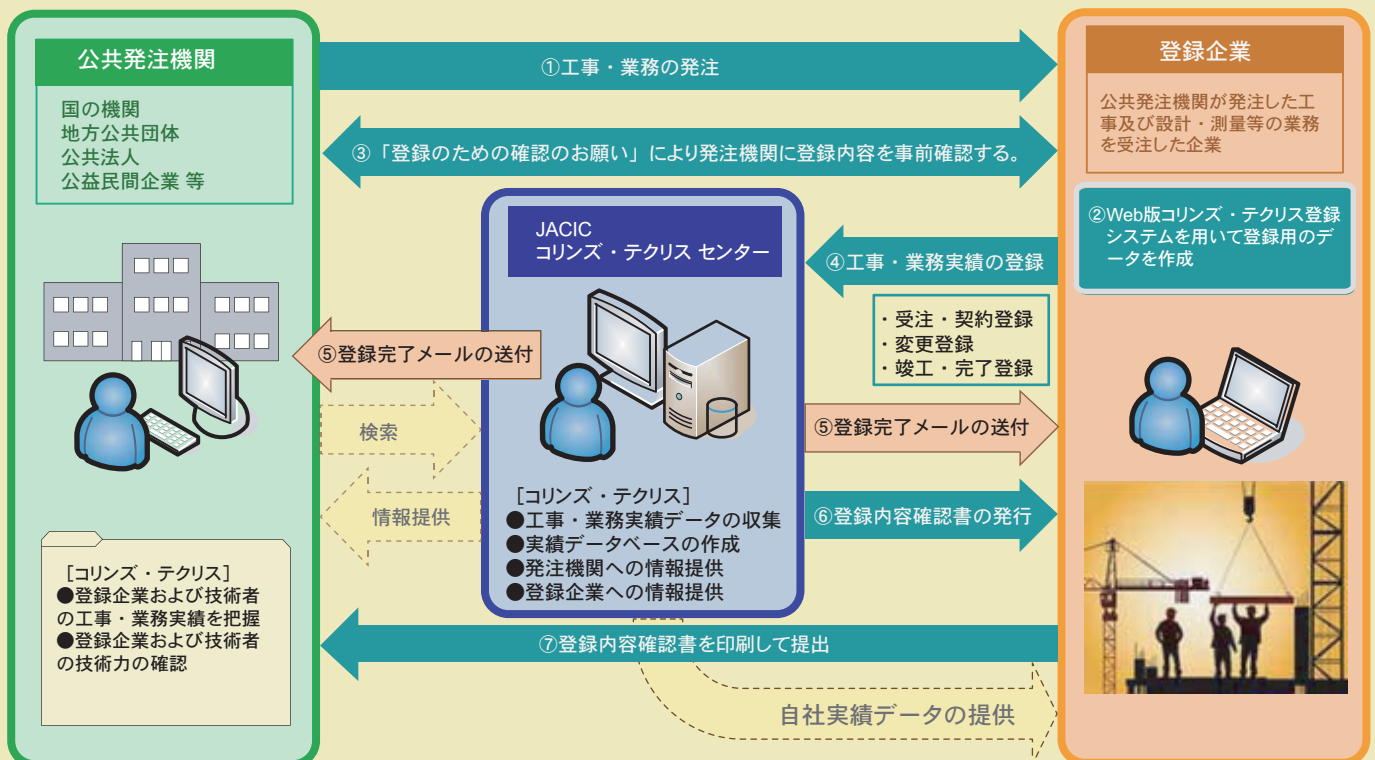 公共発注機関
国の機関
地方公共団体
公共法人
公益民間企業 等
①工事・業務の発注
③「登録のための確認のお願い」により発注機関に登録内容を事前確認する。
登録企業
公共発注機関が発注した工
事及び設計・測量等の業務
を受注した企業
②Web版コリンズ・テクリス登録
システムを用いて登録用のデ
ータを作成
JACIC
コリンズ・テクリス センター
④工事・業務実績の登録
・受注・契約登録
・変更登録
・竣工・完了登録
⑤登録完了メールの送付
⑤登録完了メールの送付
検索
情報提供
[コリンズ・テクリス]
●工事・業務実績データの収集
●実績データベースの作成
●発注機関への情報提供
●登録企業への情報提供
⑥登録内容確認書の発行
[コリンズ・テクリス]
●登録企業および技術者
の工事・業務実績を把握
●登録企業および技術者
の技術力の確認
⑦登録内容確認書を印刷して提出
自社実績データの提供